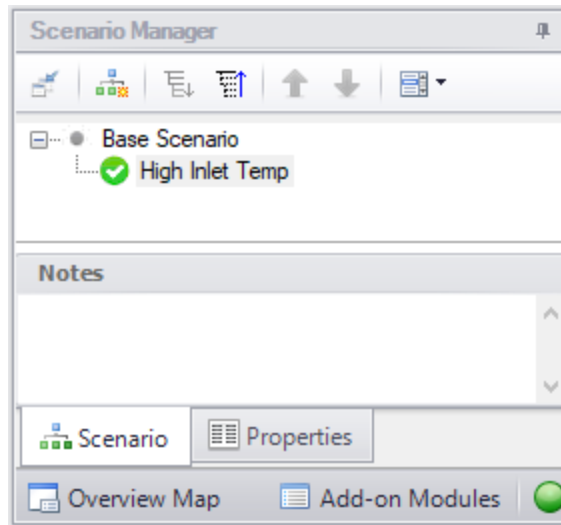 Scenario Manager
Base Scenario
High Inlet Temp
Notes
Scenario Properties
Overview Map Add-on Modules